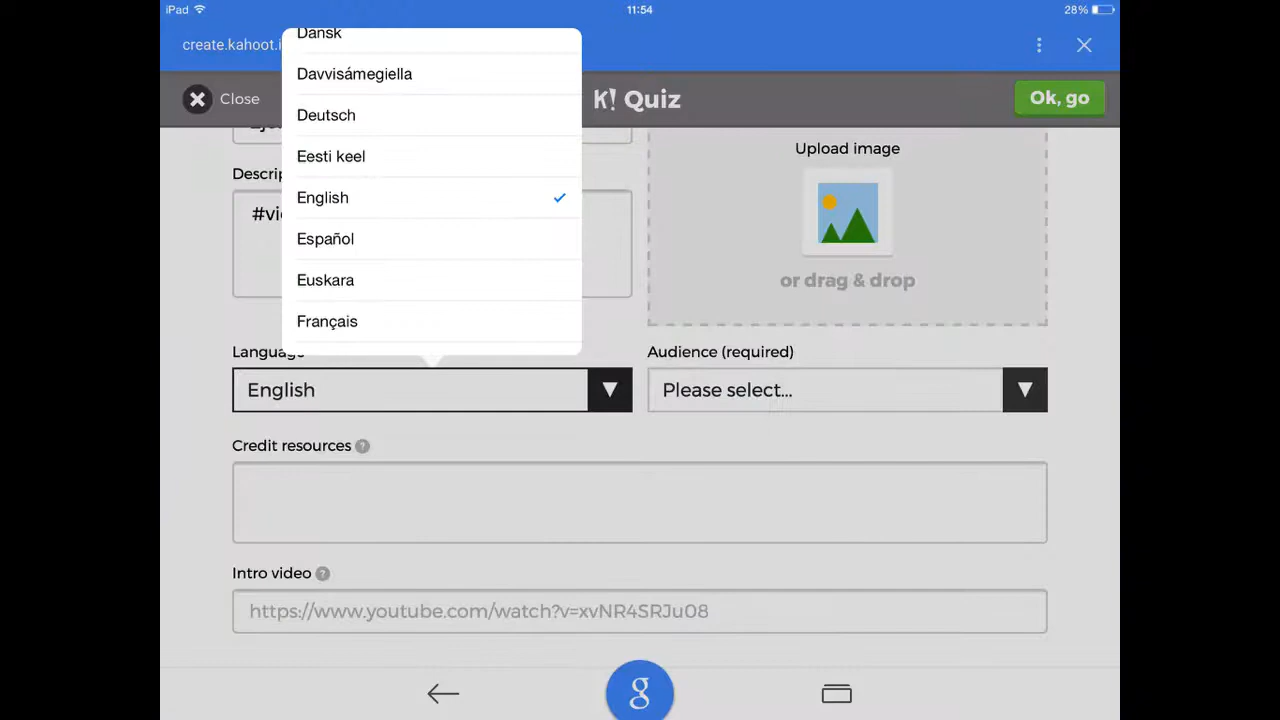 iPad
11:54
28%
create.kahoot.i
Close
K! Quiz
Ok, go
Dansk
Davvisámegiella
Deutsch
Eesti keel
English
Español
Euskara
Français
Upload image
or drag & drop
Descrip
#vi
Language
English
Audience (required)
Please select...
Credit resources ?
Intro video ?
https://www.youtube.com/watch?v=xvNR4SRJu08
g